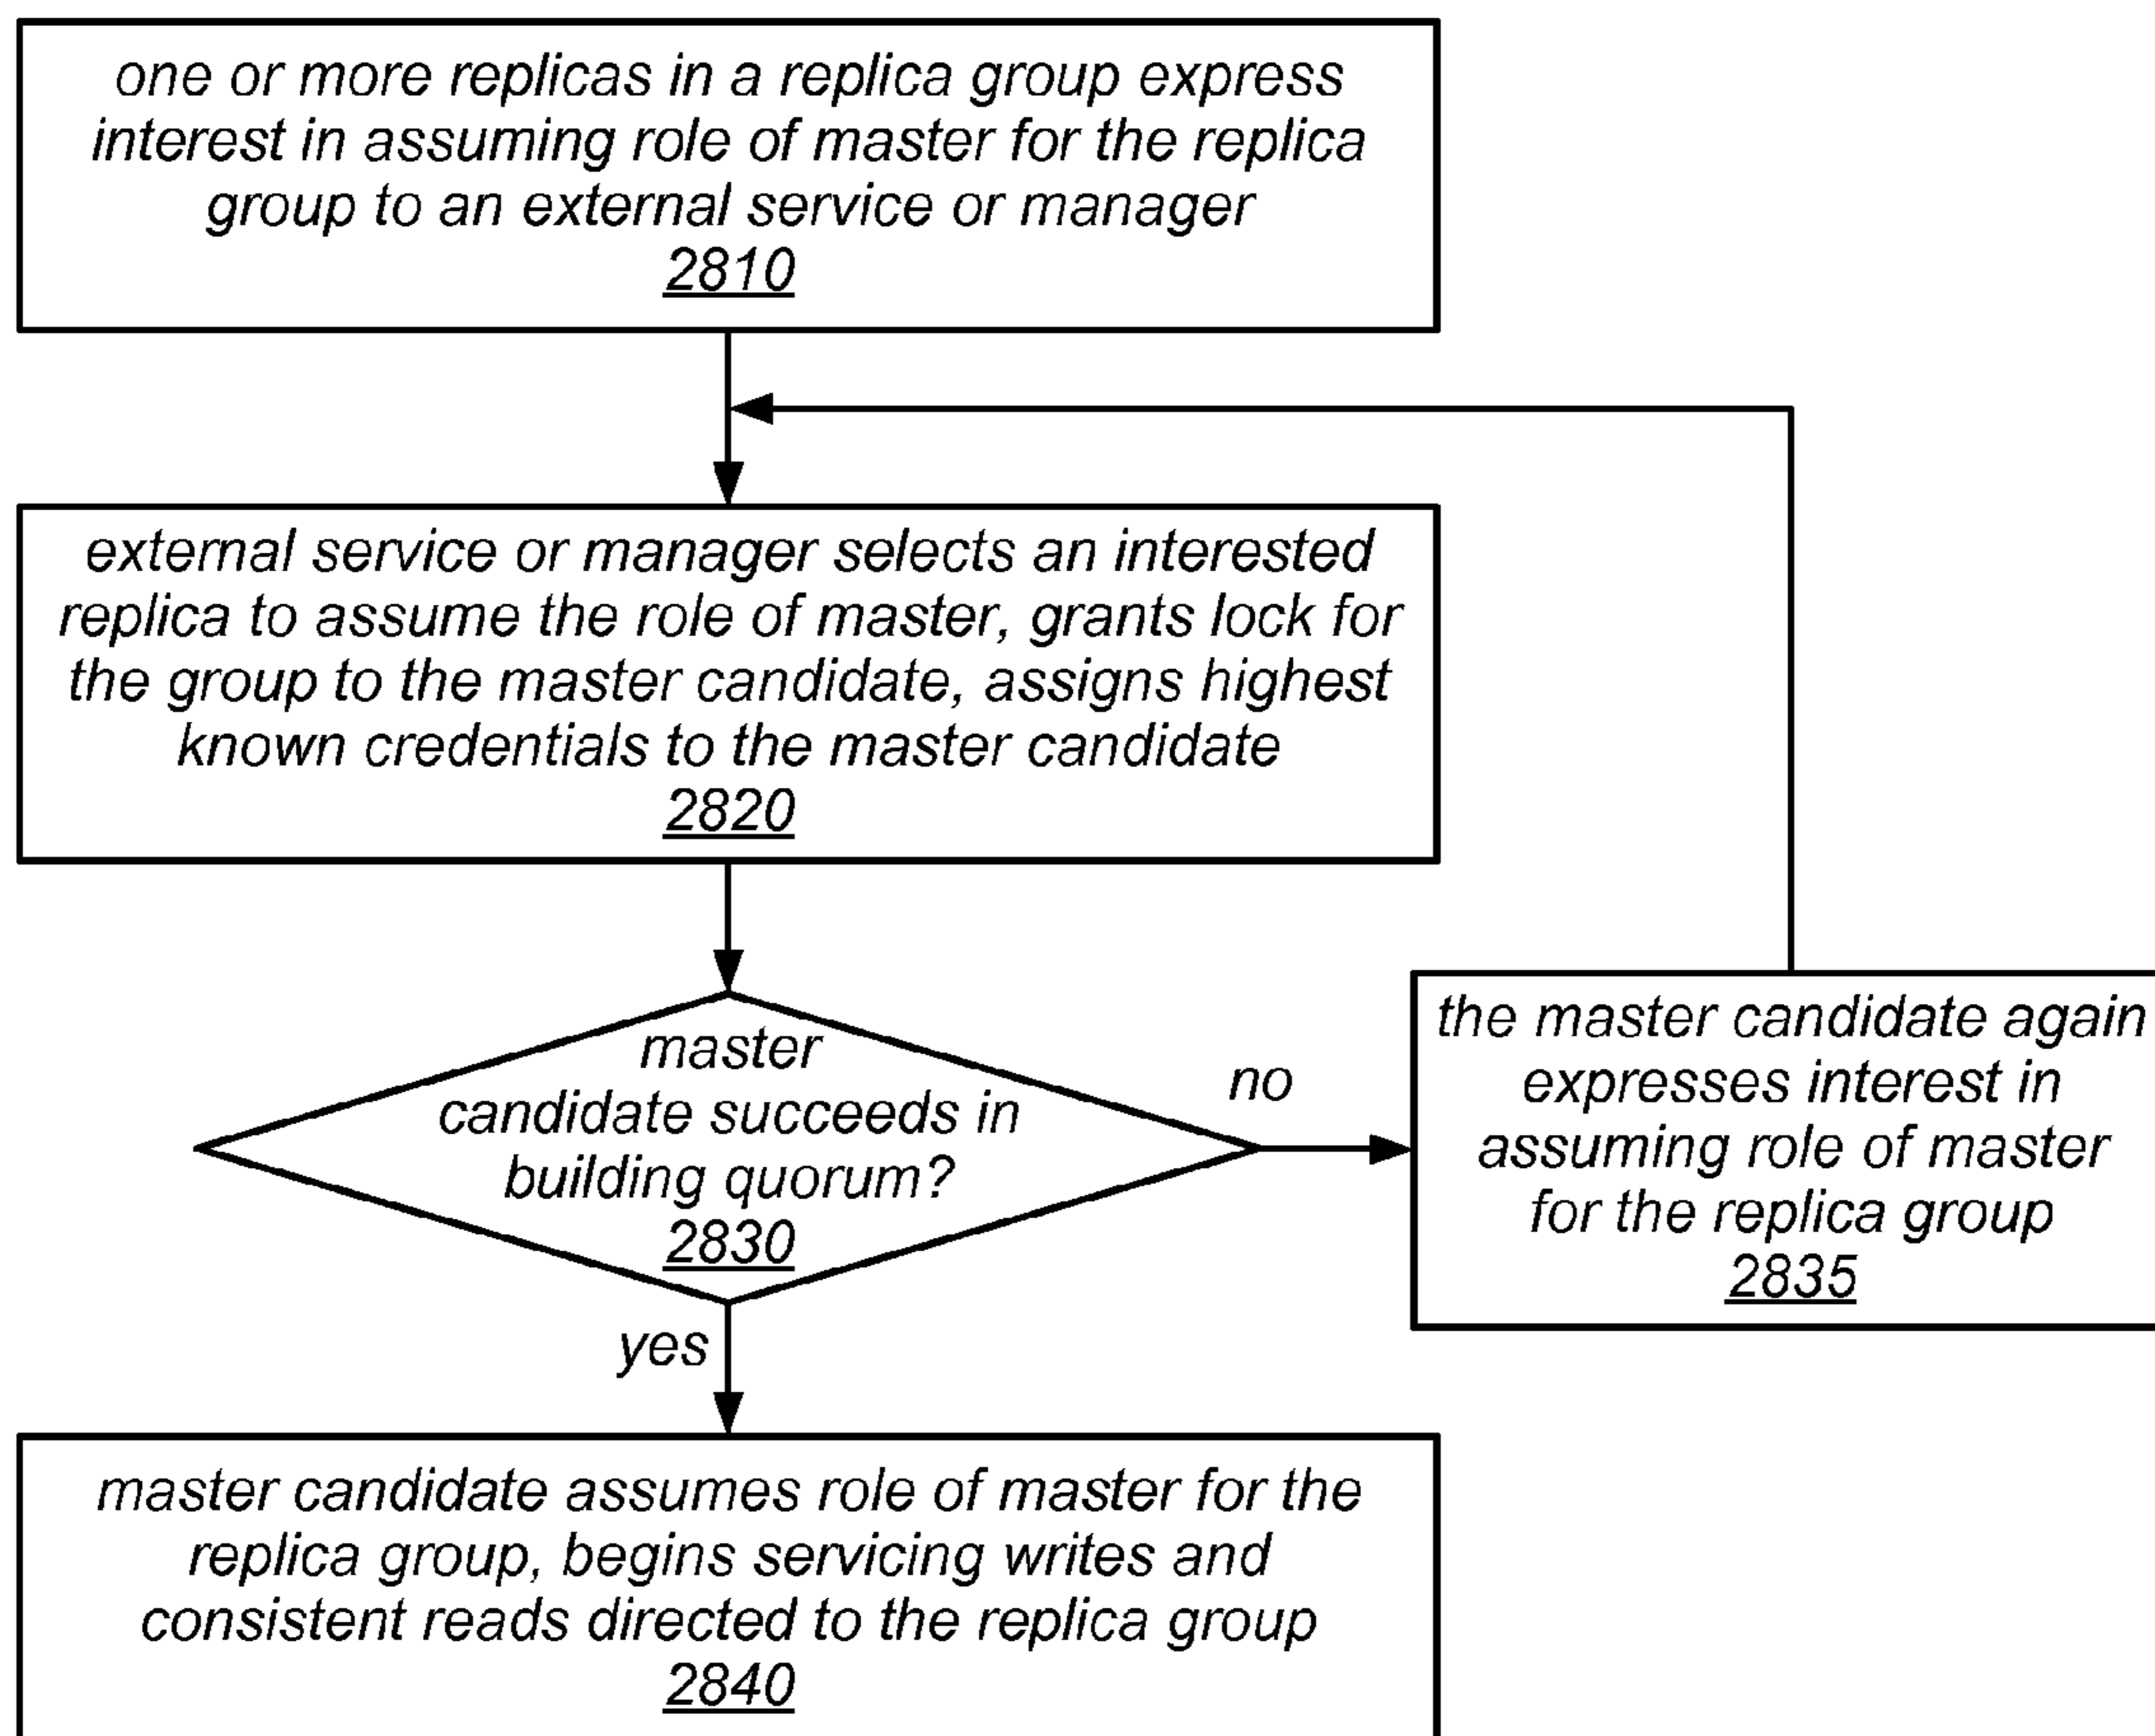 one or more replicas in a replica group express
interest in assuming role of master for the replica
group to an external service or manager
2810
external service or manager selects an interested
replica to assume the role of master, grants lock for
the group to the master candidate, assigns highest
known credentials to the master candidate
2820
master
candidate succeeds in
building quorum?
2830
no
the master candidate again
expresses interest in
assuming role of master
for the replica group
2835
yes
master candidate assumes role of master for the
replica group, begins servicing writes and
consistent reads directed to the replica group
2840